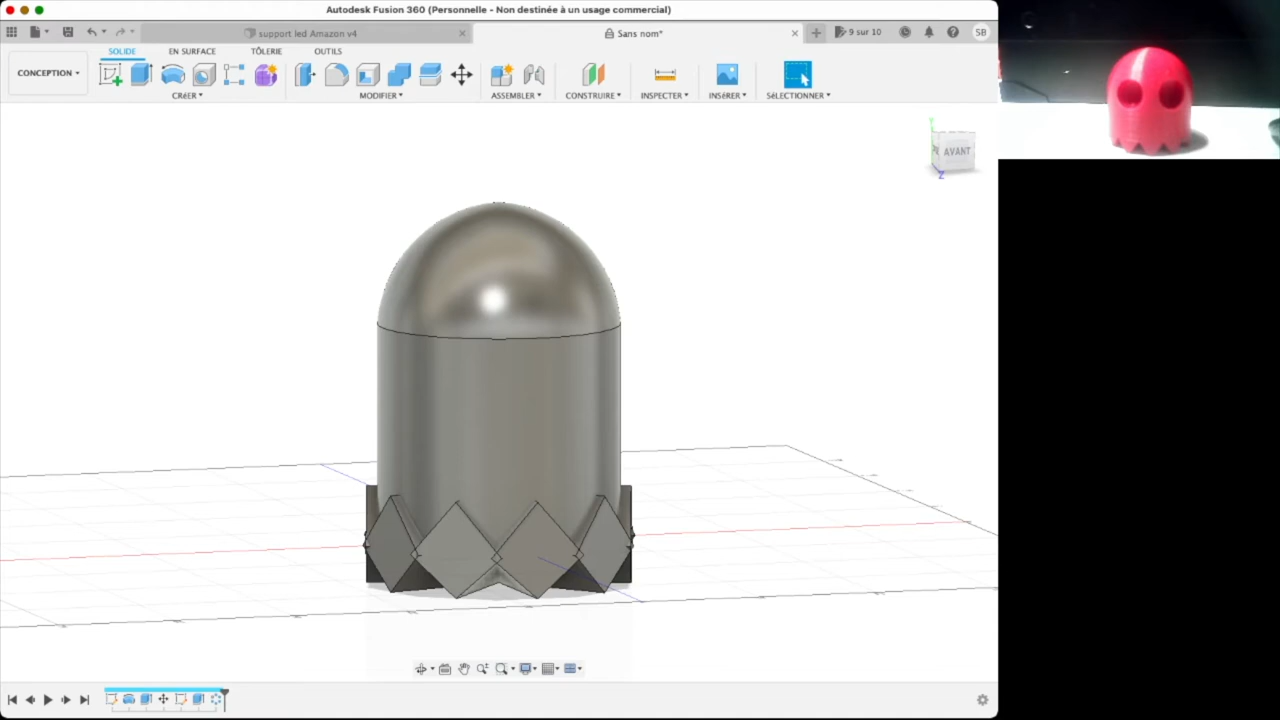 Autodesk Fusion 360 (Personnelle - Non destinée à un usage commercial)
support led Amazon v4
Sans nom*
9 sur 10
SB
CONCEPTION
SOLIDE
EN SURFACE
TÔLERIE
OUTILS
CRÉER
MODIFIER
ASSEMBLER
CONSTRUIRE
INSPECTER
INSÉRER
SÉLECTIONNER
Y
AVANT
Z